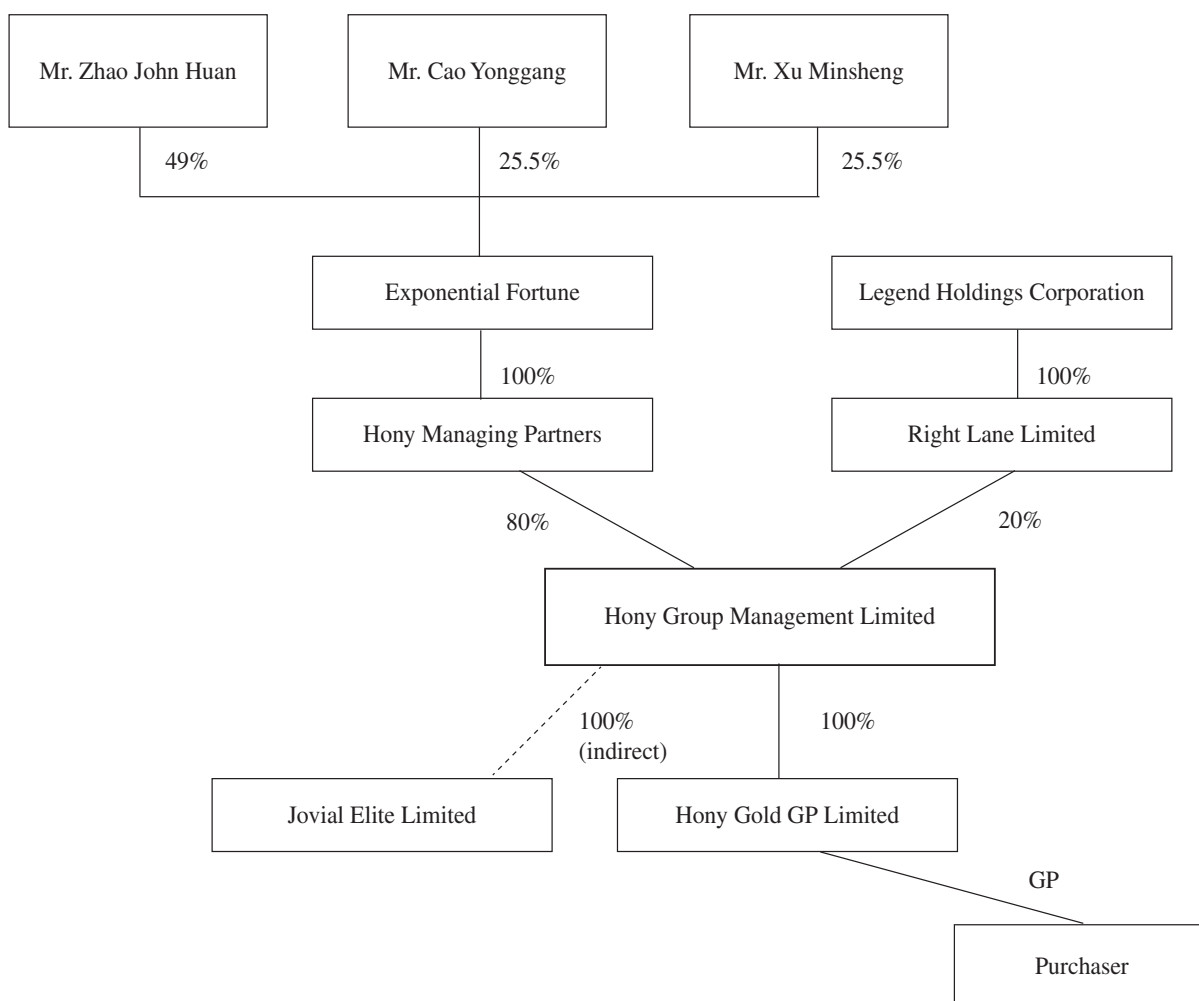 Mr. Zhao John Huan
Mr. Cao Yonggang
Mr. Xu Minsheng
49%
25.5%
25.5%
Exponential Fortune
Legend Holdings Corporation
100%
100%
Hony Managing Partners
Right Lane Limited
80%
20%
Hony Group Management Limited
100%
(indirect)
100%
Jovial Elite Limited
Hony Gold GP Limited
GP
Purchaser